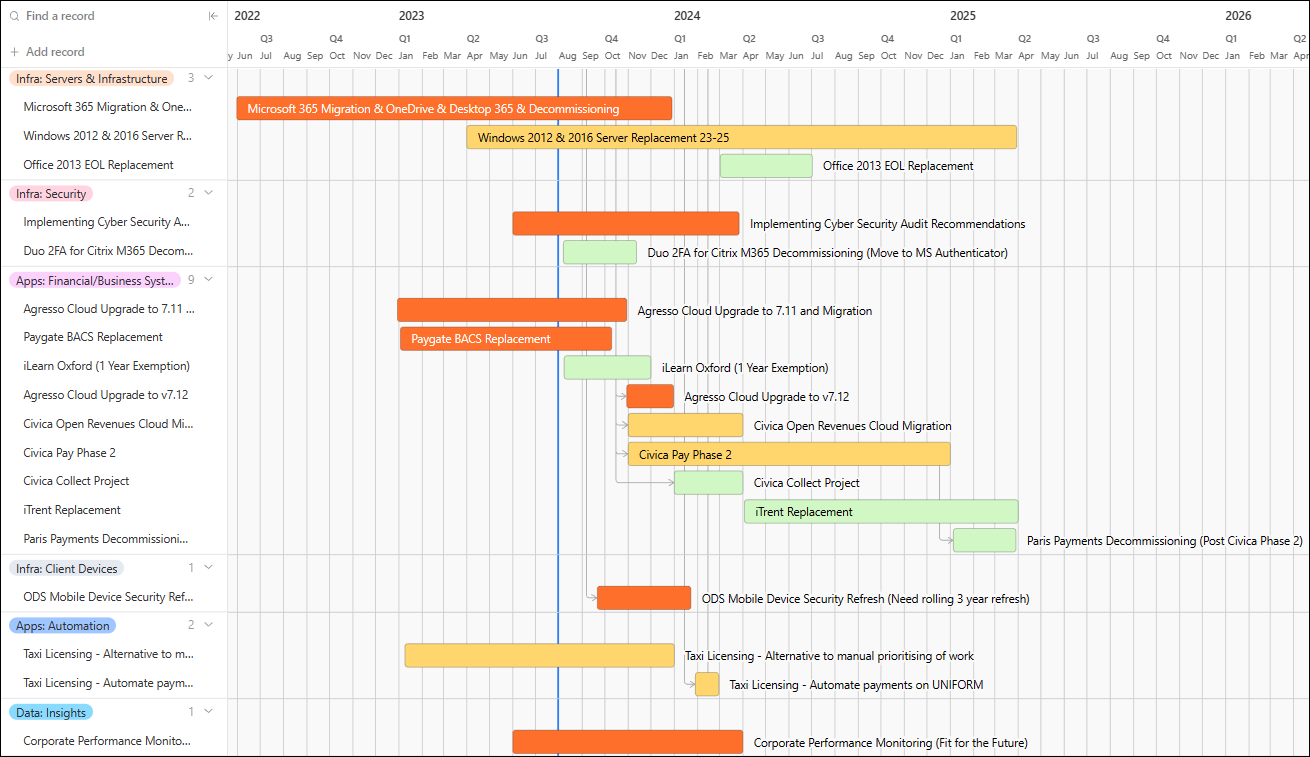 Find a record
2022 2023 2024 2025 2026
Q3 Q4 Q1 Q2 Q3 Q4 Q1 Q2 Q3 Q4 Q1 Q2 Q3 Q4 Q1 Q2
Add record
y Jun Jul Aug Sep Oct Nov Dec Jan Feb Mar Apr May Jun Jul Aug Sep Oct Nov Dec Jan Feb Mar Apr May Jun Jul Aug Sep Oct Nov Dec Jan Feb Mar Apr May Jun Jul Aug Sep Oct Nov Dec Jan Feb Mar Apr
Infra: Servers & Infrastructure 3
Microsoft 365 Migration & One... Microsoft 365 Migration & OneDrive & Desktop 365 & Decommissioning
Windows 2012 & 2016 Server R... Windows 2012 & 2016 Server Replacement 23-25
Office 2013 EOL Replacement Office 2013 EOL Replacement
Infra: Security 2
Implementing Cyber Security A... Implementing Cyber Security Audit Recommendations
Duo 2FA for Citrix M365 Decom... Duo 2FA for Citrix M365 Decommissioning (Move to MS Authenticator)
Apps: Financial/Business Syst... 9
Agresso Cloud Upgrade to 7.11 ... Agresso Cloud Upgrade to 7.11 and Migration
Paygate BACS Replacement Paygate BACS Replacement
iLearn Oxford (1 Year Exemption) iLearn Oxford (1 Year Exemption)
Agresso Cloud Upgrade to v7.12 Agresso Cloud Upgrade to v7.12
Civica Open Revenues Cloud Mi... Civica Open Revenues Cloud Migration
Civica Pay Phase 2 Civica Pay Phase 2
Civica Collect Project Civica Collect Project
iTrent Replacement iTrent Replacement
Paris Payments Decommissioni... Paris Payments Decommissioning (Post Civica Phase 2)
Infra: Client Devices 1
ODS Mobile Device Security Ref... ODS Mobile Device Security Refresh (Need rolling 3 year refresh)
Apps: Automation 2
Taxi Licensing - Alternative to m... Taxi Licensing - Alternative to manual prioritising of work
Taxi Licensing - Automate paym... Taxi Licensing - Automate payments on UNIFORM
Data: Insights 1
Corporate Performance Monito... Corporate Performance Monitoring (Fit for the Future)